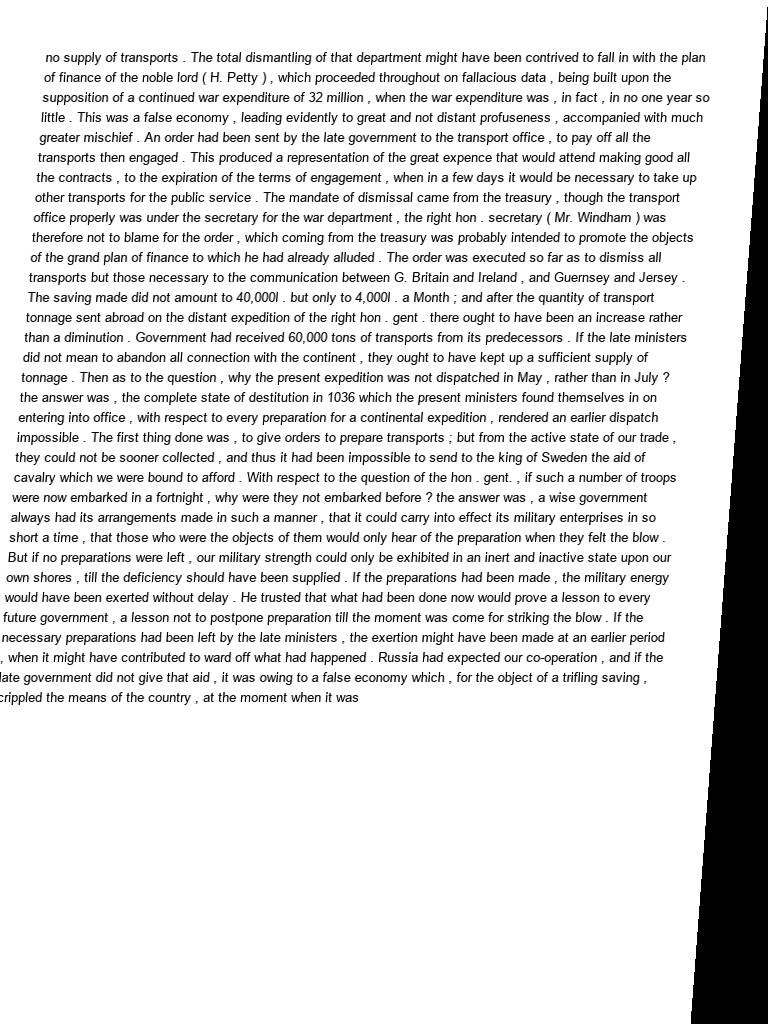 no supply of transports . The total dismantling of that department might have been contrived to fall in with the plan
of finance of the noble lord ( H. Petty ) , which proceeded throughout on fallacious data , being built upon the
supposition of a continued war expenditure of 32 million , when the war expenditure was , in fact , in no one year so
little . This was a false economy , leading evidently to great and not distant profuseness , accompanied with much
greater mischief . An order had been sent by the late government to the transport office , to pay off all the
transports then engaged . This produced a representation of the great expence that would attend making good all
the contracts , to the expiration of the terms of engagement , when in a few days it would be necessary to take up
other transports for the public service . The mandate of dismissal came from the treasury , though the transport
office properly was under the secretary for the war department , the right hon . secretary ( Mr. Windham ) was
therefore not to blame for the order , which coming from the treasury was probably intended to promote the objects
of the grand plan of finance to which he had already alluded . The order was executed so far as to dismiss all
transports but those necessary to the communication between G. Britain and Ireland , and Guernsey and Jersey .
The saving made did not amount to 40,000l . but only to 4,000l . a Month ; and after the quantity of transport
tonnage sent abroad on the distant expedition of the right hon . gent . there ought to have been an increase rather
than a diminution . Government had received 60,000 tons of transports from its predecessors . If the late ministers
did not mean to abandon all connection with the continent , they ought to have kept up a sufficient supply of
tonnage . Then as to the question , why the present expedition was not dispatched in May , rather than in July ?
the answer was , the complete state of destitution in 1036 which the present ministers found themselves in on
entering into office , with respect to every preparation for a continental expedition , rendered an earlier dispatch
impossible . The first thing done was , to give orders to prepare transports ; but from the active state of our trade ,
they could not be sooner collected , and thus it had been impossible to send to the king of Sweden the aid of
cavalry which we were bound to afford . With respect to the question of the hon . gent. , if such a number of troops
were now embarked in a fortnight , why were they not embarked before ? the answer was , a wise government
always had its arrangements made in such a manner , that it could carry into effect its military enterprises in so
short a time , that those who were the objects of them would only hear of the preparation when they felt the blow .
But if no preparations were left , our military strength could only be exhibited in an inert and inactive state upon our
own shores , till the deficiency should have been supplied . If the preparations had been made , the military energy
would have been exerted without delay . He trusted that what had been done now would prove a lesson to every
future government , a lesson not to postpone preparation till the moment was come for striking the blow . If the
necessary preparations had been left by the late ministers , the exertion might have been made at an earlier period
, when it might have contributed to ward off what had happened . Russia had expected our co-operation , and if the
late government did not give that aid , it was owing to a false economy which , for the object of a trifling saving ,
crippled the means of the country , at the moment when it was